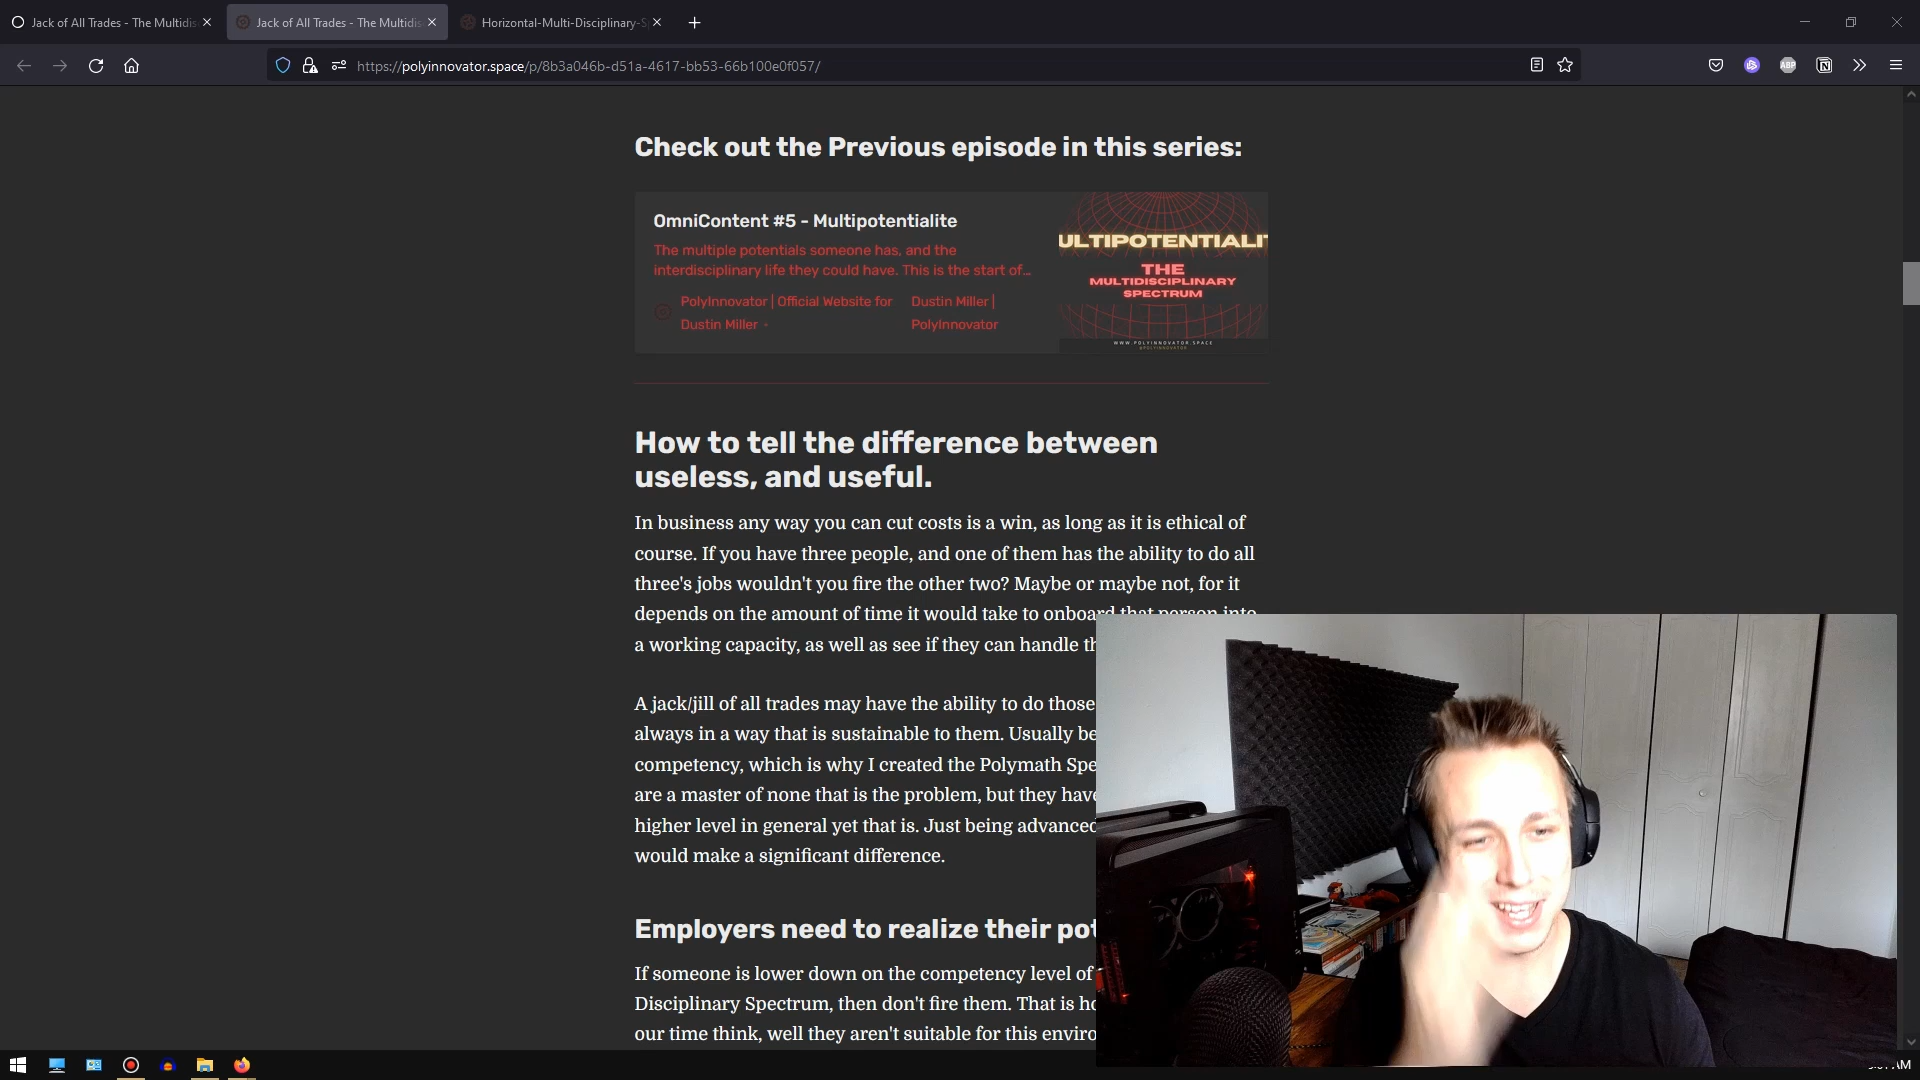 Jack of All Trades - The Multidis
Jack of All Trades - The Multidis
Horizontal-Multi-Disciplinary-S
https://polyinnovator.space/p/8b3a046b-d51a-4617-bb53-66b100e0f057/
ABP
Check out the Previous episode in this series:
OmniContent #5 - Multipotentialite
The multiple potentials someone has, and the
interdisciplinary life they could have. This is the start of...
PolyInnovator | Official Website for
Dustin Miller •
Dustin Miller |
PolyInnovator
ULTIPOTENTIALIT
THE
MULTIDISCIPLINARY
SPECTRUM
WWW.POLYINNOVATOR.SPACE
@POLYINNOVATOR
How to tell the difference between
useless, and useful.
In business any way you can cut costs is a win, as long as it is ethical of
course. If you have three people, and one of them has the ability to do all
three's jobs wouldn't you fire the other two? Maybe or maybe not, for it
depends on the amount of time it would take to onboard that person into
a working capacity, as well as see if they can handle th
A jack/jill of all trades may have the ability to do those
always in a way that is sustainable to them. Usually be
competency, which is why I created the Polymath Spe
are a master of none that is the problem, but they have
higher level in general yet that is. Just being advanced
would make a significant difference.
Employers need to realize their pot
If someone is lower down on the competency level of
Disciplinary Spectrum, then don't fire them. That is ho
our time think, well they aren't suitable for this enviro
AM